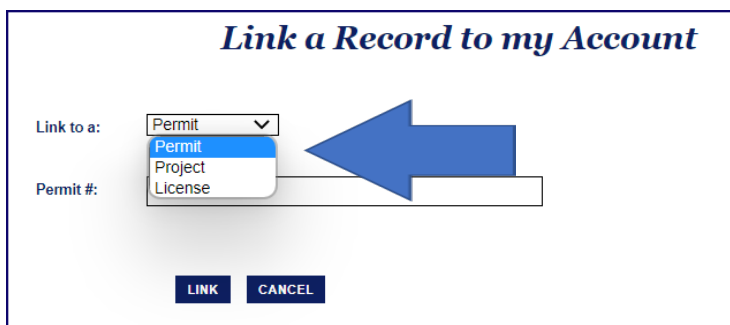 Link a Record to my Account
Link to a: Permit
Permit
Project
License
Permit #:
LINK CANCEL